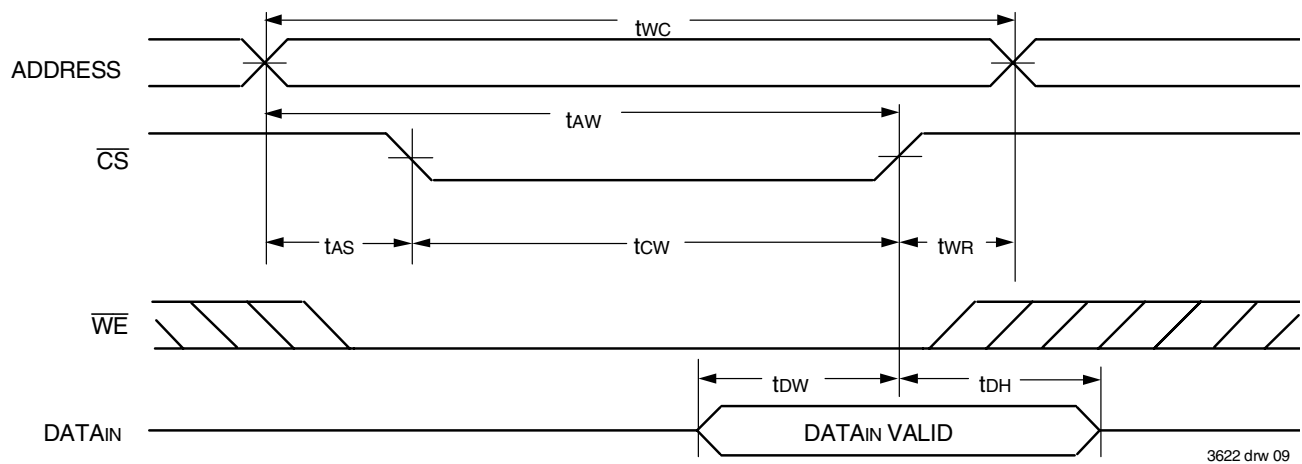 tWC
ADDRESS
tAW
CS
tAS
tCW
tWR
WE
tDW
tDH
DATAIN
DATAIN VALID
3622 drw 09